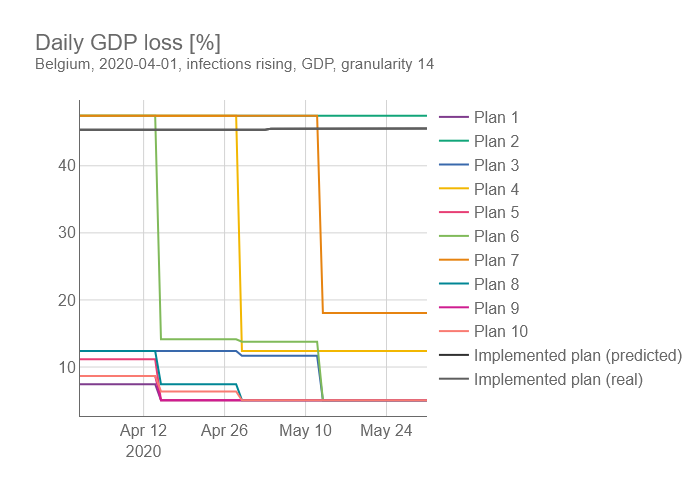 Daily GDP loss [%]
Belgium, 2020-04-01, infections rising, GDP, granularity 14
40
30
20
10
Apr 12
2020
Apr 26
May 10
May 24
Plan 1
Plan 2
Plan 3
Plan 4
Plan 5
Plan 6
Plan 7
Plan 8
Plan 9
Plan 10
Implemented plan (predicted)
Implemented plan (real)